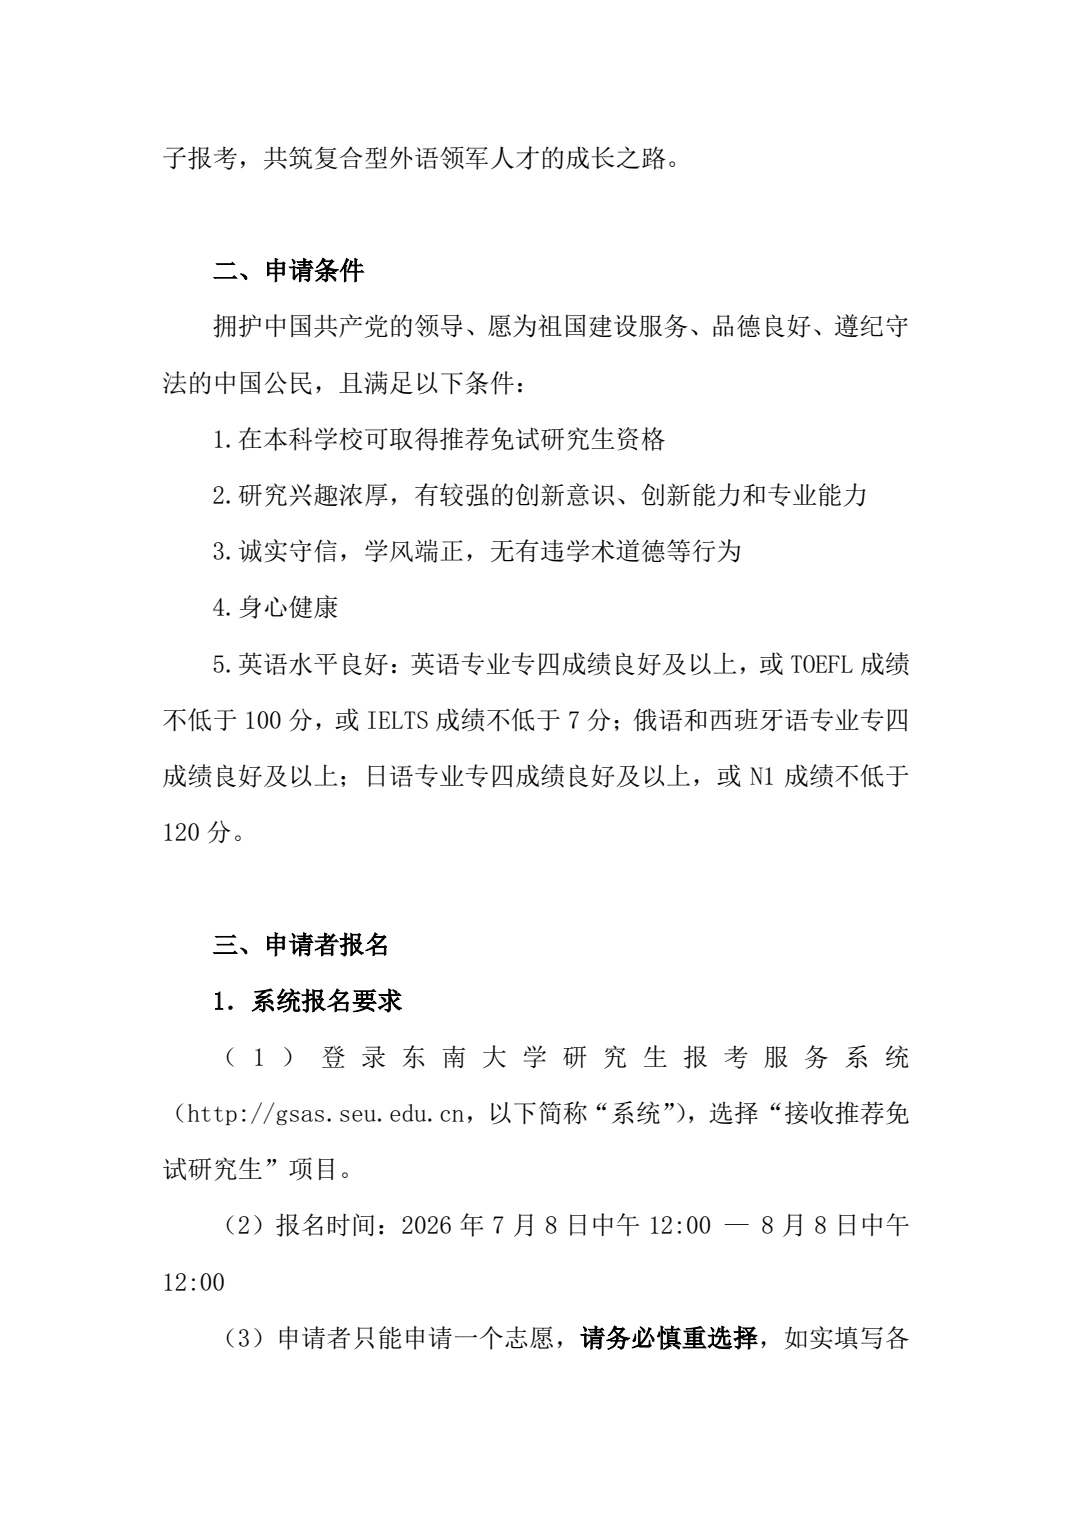 子报考，共筑复合型外语领军人才的成长之路。
二、申请条件
拥护中国共产党的领导、愿为祖国建设服务、品德良好、遵纪守
法的中国公民，且满足以下条件：
1.在本科学校可取得推荐免试研究生资格
2.研究兴趣浓厚，有较强的创新意识、创新能力和专业能力
3.诚实守信，学风端正，无有违学术道德等行为
4.身心健康
5.英语水平良好：英语专业专四成绩良好及以上，或 TOEFL 成绩
不低于 100 分，或 IELTS 成绩不低于 7 分；俄语和西班牙语专业专四
成绩良好及以上；日语专业专四成绩良好及以上，或 N1 成绩不低于
120 分。
三、申请者报名
1．系统报名要求
（1）登录东南大学研究生报考服务系统
（http://gsas.seu.edu.cn，以下简称“系统”），选择“接收推荐免
试研究生”项目。
（2）报名时间：2026 年 7 月 8 日中午 12:00 — 8 月 8 日中午
12:00
（3）申请者只能申请一个志愿，请务必慎重选择，如实填写各